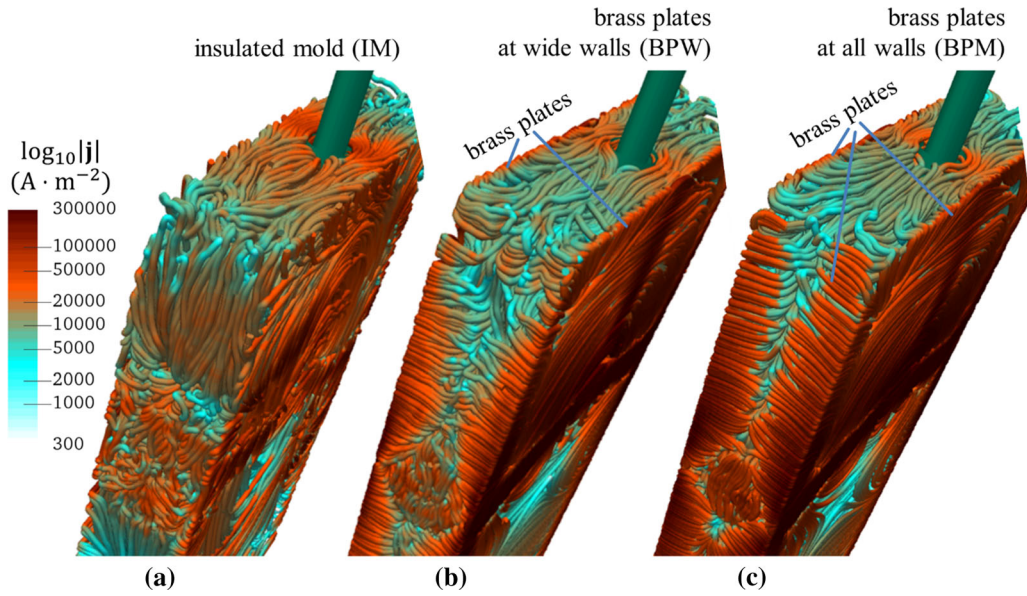 insulated mold (IM)
brass plates
at wide walls (BPW)
brass plates
at all walls (BPM)
brass plates
brass plates
log₁₀|j|
(A · m⁻²)
300000
100000
50000
20000
10000
5000
2000
1000
300
(a)
(b)
(c)